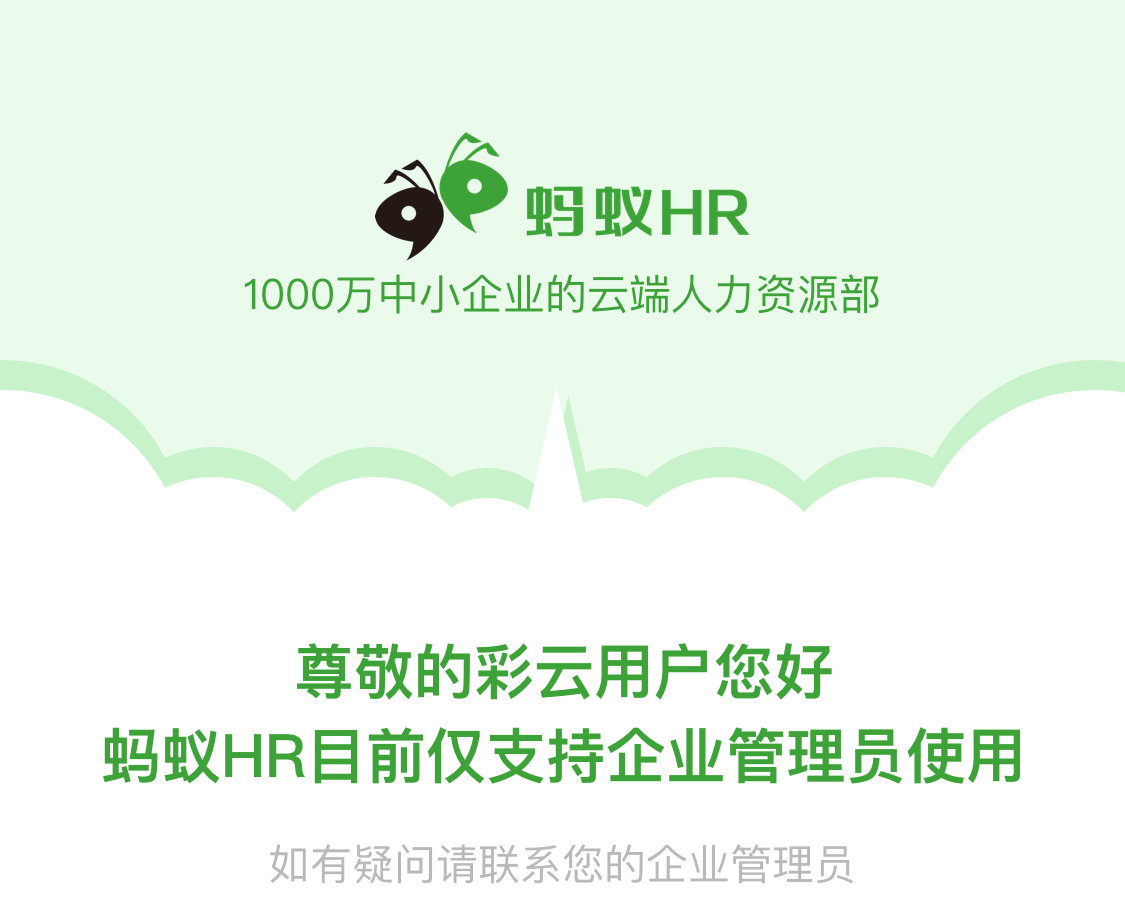 蚂蚁HR
1000万中小企业的云端人力资源部
尊敬的彩云用户您好
蚂蚁HR目前仅支持企业管理员使用
如有疑问请联系您的企业管理员